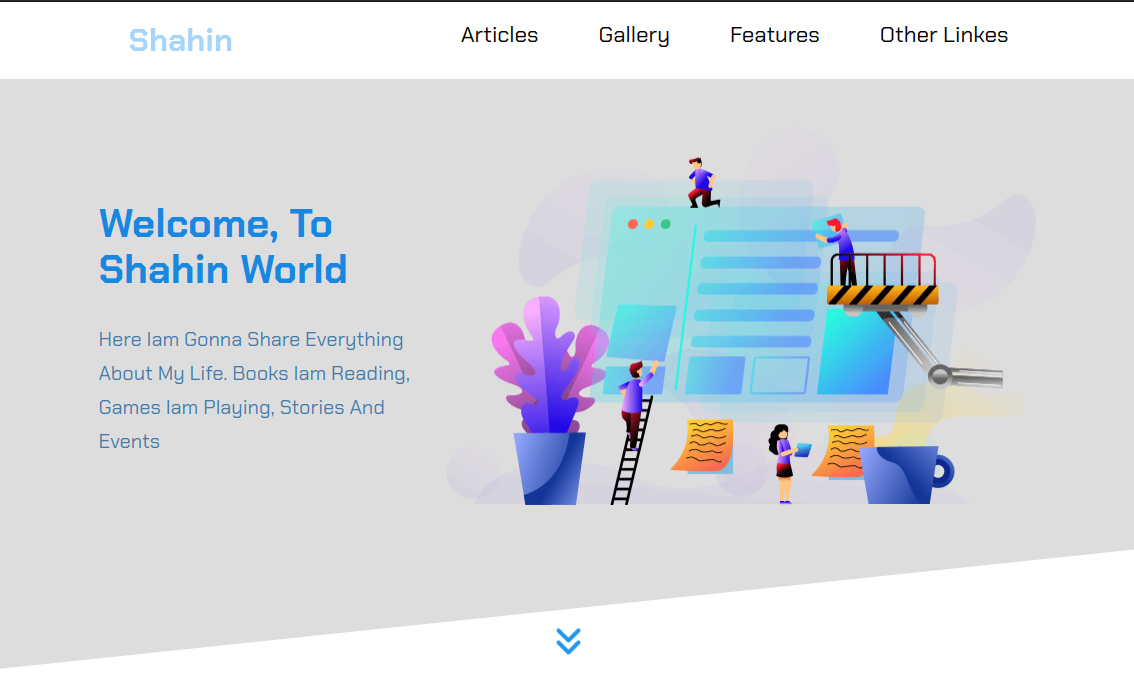 Shahin
Articles
Gallery
Features
Other Linkes
Welcome, To
Shahin World
Here Iam Gonna Share Everything
About My Life. Books Iam Reading,
Games Iam Playing, Stories And
Events